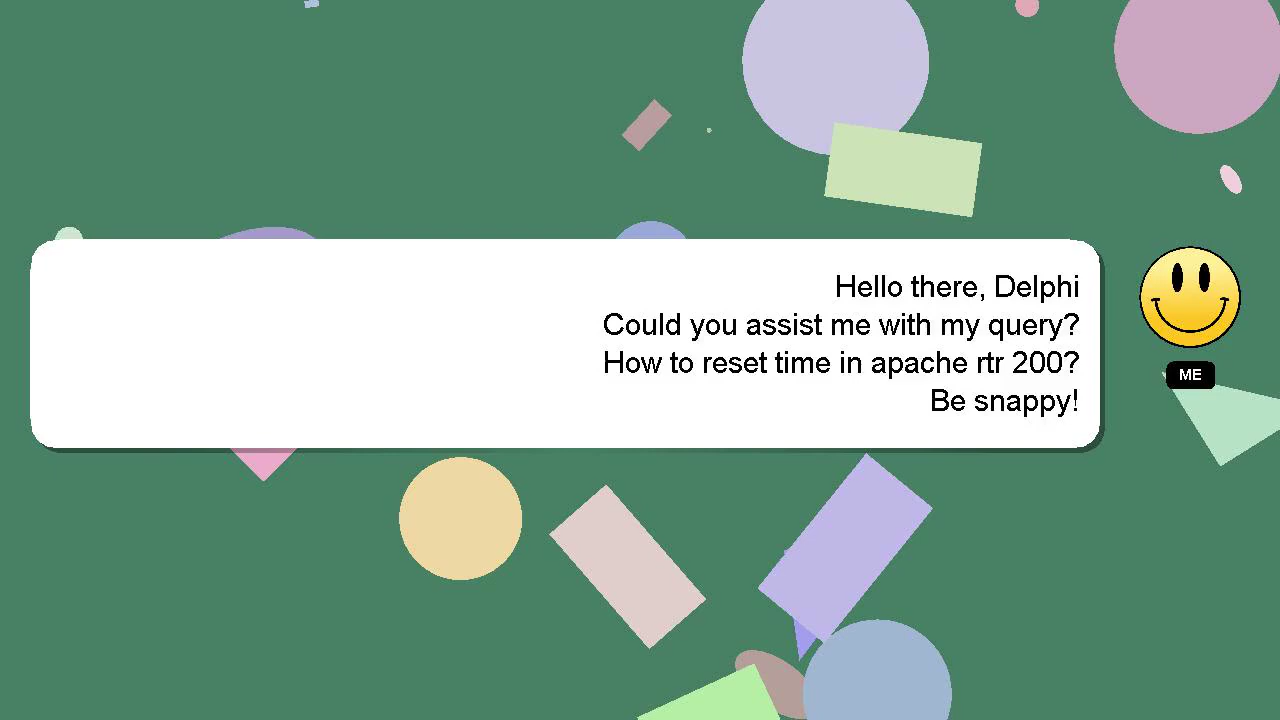 Hello there, Delphi
Could you assist me with my query?
How to reset time in apache rtr 200?
Be snappy!
ME